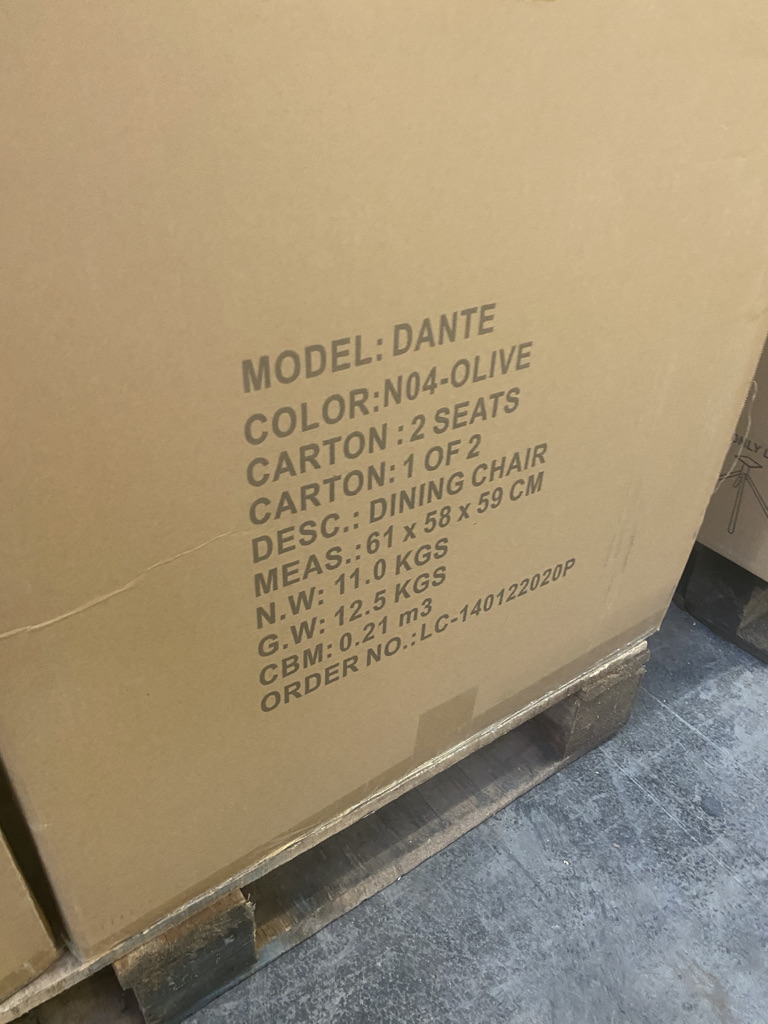 MODEL: DANTE
COLOR:N04-OLIVE
CARTON : 2 SEATS
CARTON: 1 OF 2
DESC.: DINING CHAIR
MEAS.: 61 x 58 x 59 CM
N.W: 11.0 KGS
G.W: 12.5 KGS
CBM: 0.21 m3
ORDER NO.: LC-140122020P